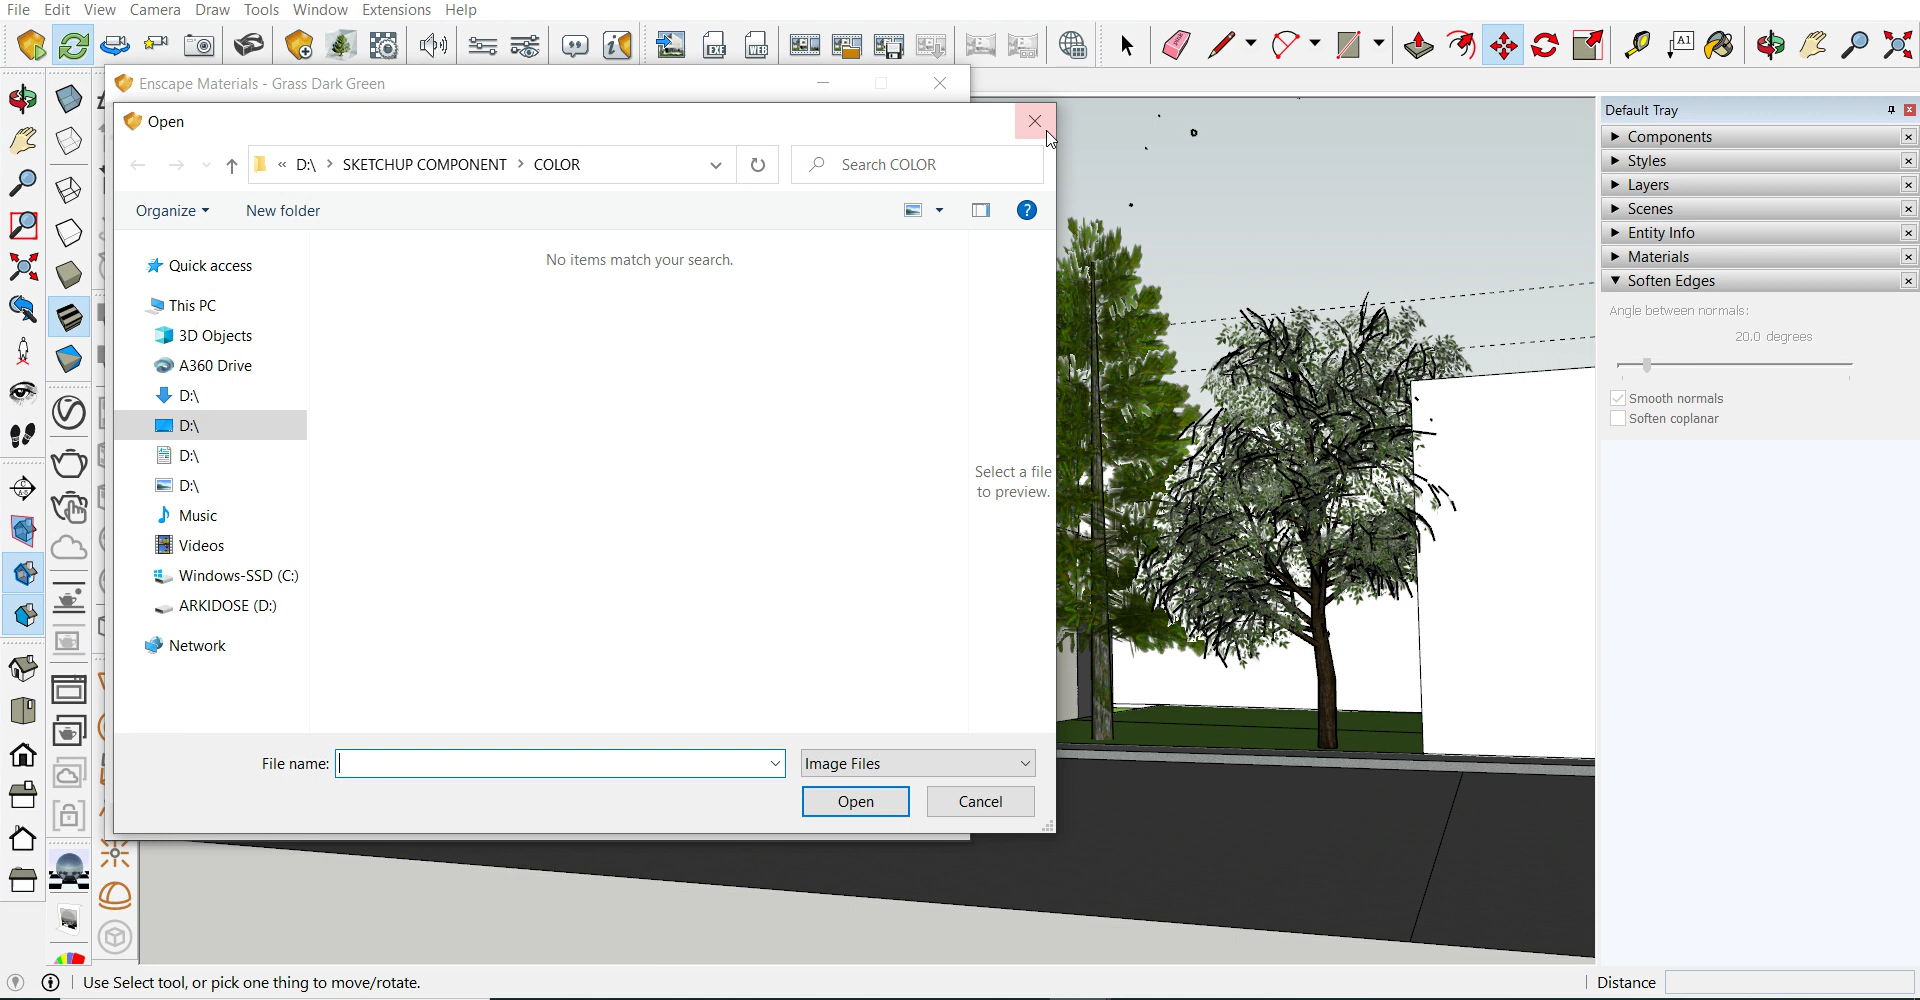 File Edit View Camera Draw Tools Window Extensions Help
EXE WEB A1
Enscape Materials - Grass Dark Green
Open
« D:\ > SKETCHUP COMPONENT > COLOR
Search COLOR
Organize New folder
?
Quick access
This PC
3D Objects
A360 Drive
D:\
D:\
D:\
D:\
Music
Videos
Windows-SSD (C:)
ARKIDOSE (D:)
Network
No items match your search.
Select a file
to preview.
File name:
Image Files
Open Cancel
Default Tray
Components
Styles
Layers
Scenes
Entity Info
Materials
Soften Edges
Angle between normals:
20.0 degrees
Smooth normals
Soften coplanar
Use Select tool, or pick one thing to move/rotate.
Distance